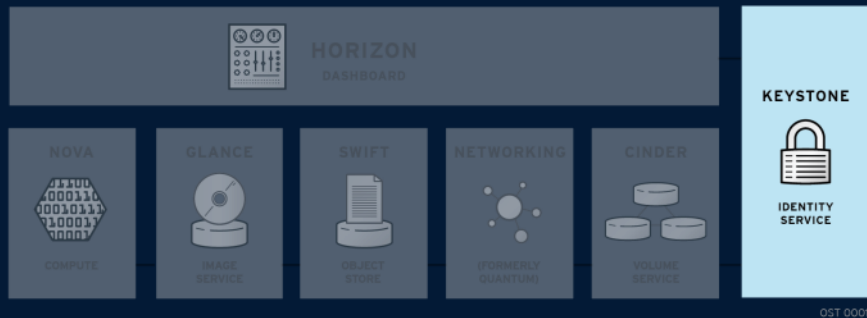 HORIZON
DASHBOARD
KEYSTONE
IDENTITY
SERVICE
NOVA
COMPUTE
GLANCE
IMAGE
SERVICE
SWIFT
OBJECT
STORE
NETWORKING
(FORMERLY
QUANTUM)
CINDER
VOLUME
SERVICE